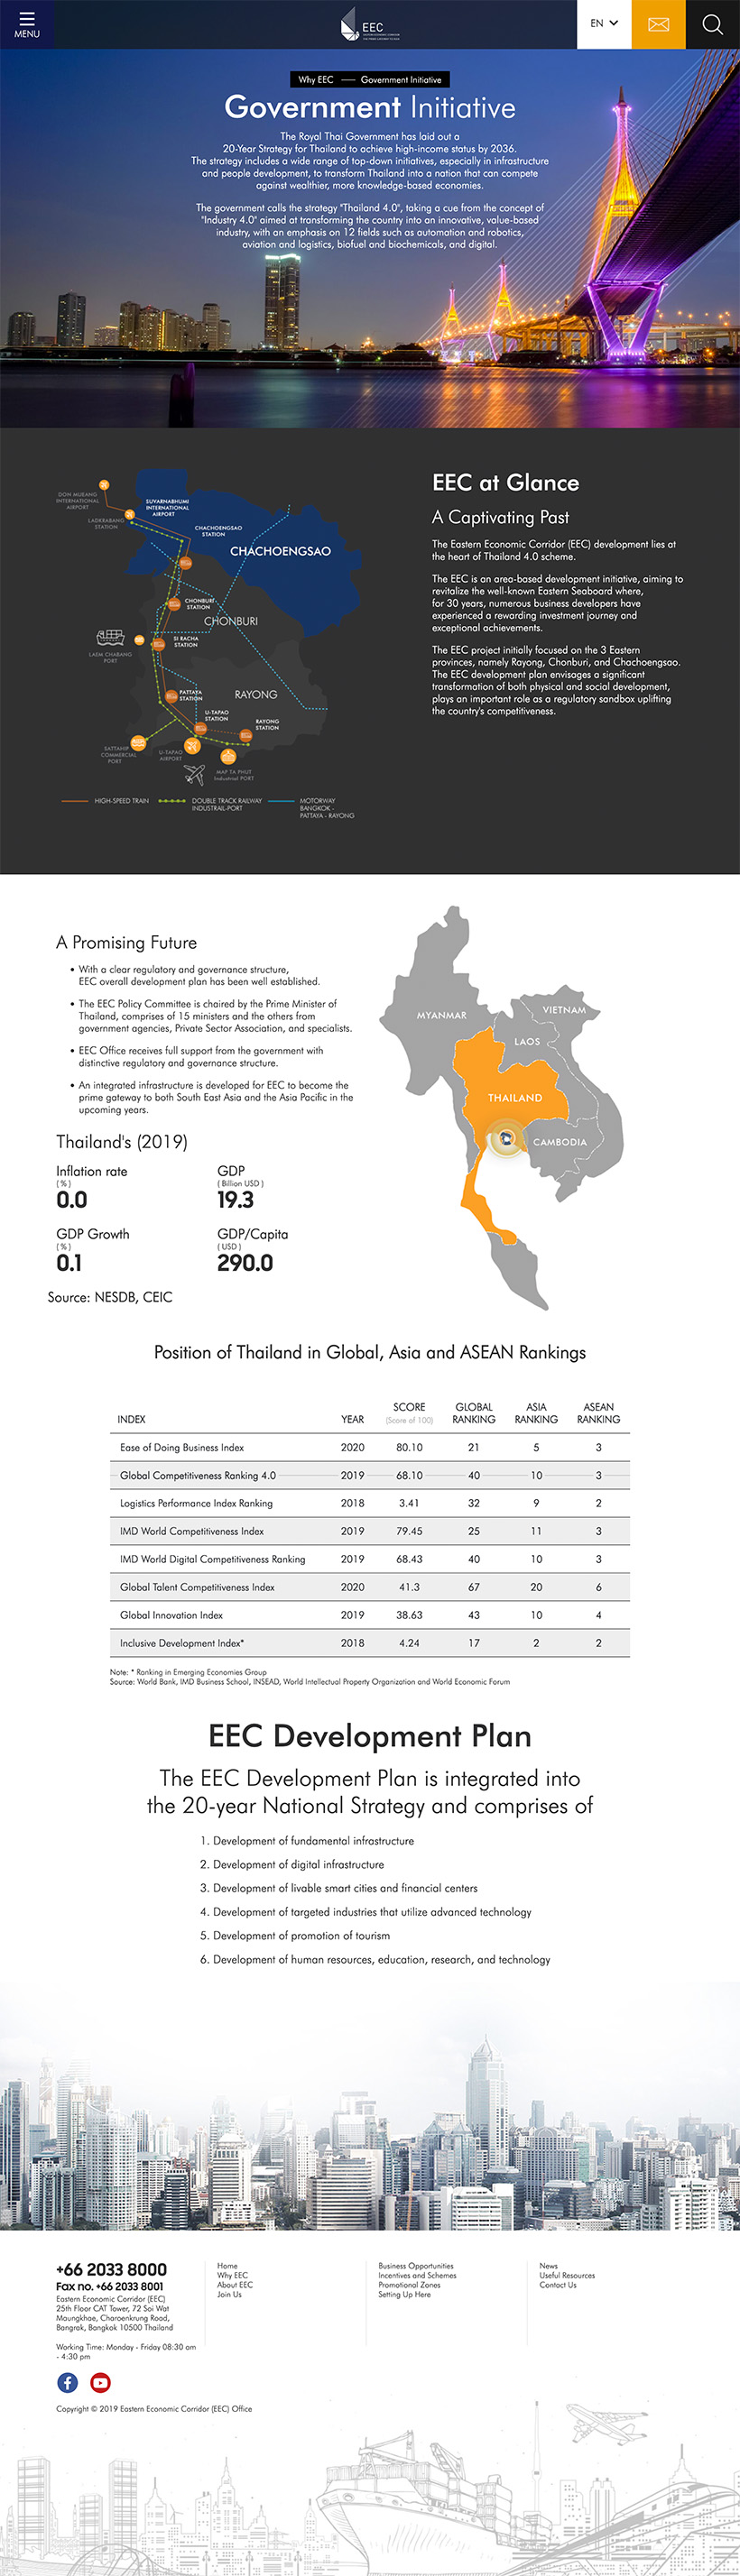 MENU
EEC
EN
Why EEC — Government Initiative
Government Initiative
The Royal Thai Government has laid out a
20-Year Strategy for Thailand to achieve high-income status by 2036.
The strategy includes a wide range of top-down initiatives, especially in infrastructure
and people development, to transform Thailand into a nation that can compete
against wealthier, more knowledge-based economies.
The government calls the strategy "Thailand 4.0", taking a cue from the concept of
"Industry 4.0" aimed at transforming the country into an innovative, value-based
industry, with an emphasis on 12 fields such as automation and robotics,
aviation and logistics, biofuel and biochemicals, and digital.
DON MUEANG
INTERNATIONAL
AIRPORT
LADKRABANG
STATION
SUVARNABHUMI
INTERNATIONAL
AIRPORT
CHACHOENGSAO
STATION
CHACHOENGSAO
CHONBURI
STATION
CHONBURI
SI RACHA
STATION
LAEM CHABANG
PORT
PATTAYA
STATION
RAYONG
U-TAPAO
STATION
RAYONG
STATION
SATTAHIP
COMMERCIAL
PORT
U-TAPAO
AIRPORT
MAP TA PHUT
Industrial PORT
HIGH-SPEED TRAIN
DOUBLE TRACK RAILWAY
INDUSTRAIL-PORT
MOTORWAY
BANGKOK -
PATTAYA - RAYONG
EEC at Glance
A Captivating Past
The Eastern Economic Corridor (EEC) development lies at
the heart of Thailand 4.0 scheme.
The EEC is an area-based development initiative, aiming to
revitalize the well-known Eastern Seaboard where,
for 30 years, numerous business developers have
experienced a rewarding investment journey and
exceptional achievements.
The EEC project initially focused on the 3 Eastern
provinces, namely Rayong, Chonburi, and Chachoengsao.
The EEC development plan envisages a significant
transformation of both physical and social development,
plays an important role as a regulatory sandbox uplifting
the country's competitiveness.
A Promising Future
• With a clear regulatory and governance structure,
EEC overall development plan has been well established.
• The EEC Policy Committee is chaired by the Prime Minister of
Thailand, comprises of 15 ministers and the others from
government agencies, Private Sector Association, and specialists.
• EEC Office receives full support from the government with
distinctive regulatory and governance structure.
• An integrated infrastructure is developed for EEC to become the
prime gateway to both South East Asia and the Asia Pacific in the
upcoming years.
MYANMAR
VIETNAM
LAOS
THAILAND
CAMBODIA
Thailand's (2019)
Inflation rate
(%)
0.0
GDP
(Billion USD)
19.3
GDP Growth
(%)
0.1
GDP/Capita
(USD)
290.0
Source: NESDB, CEIC
Position of Thailand in Global, Asia and ASEAN Rankings
INDEX YEAR SCORE (Score of 100) GLOBAL RANKING ASIA RANKING ASEAN RANKING
Ease of Doing Business Index 2020 80.10 21 5 3
Global Competitiveness Ranking 4.0 2019 68.10 40 10 3
Logistics Performance Index Ranking 2018 3.41 32 9 2
IMD World Competitiveness Index 2019 79.45 25 11 3
IMD World Digital Competitiveness Ranking 2019 68.43 40 10 3
Global Talent Competitiveness Index 2020 41.3 67 20 6
Global Innovation Index 2019 38.63 43 10 4
Inclusive Development Index* 2018 4.24 17 2 2
Note: * Ranking in Emerging Economies Group
Source: World Bank, IMD Business School, INSEAD, World Intellectual Property Organization and World Economic Forum
EEC Development Plan
The EEC Development Plan is integrated into
the 20-year National Strategy and comprises of
1. Development of fundamental infrastructure
2. Development of digital infrastructure
3. Development of livable smart cities and financial centers
4. Development of targeted industries that utilize advanced technology
5. Development of promotion of tourism
6. Development of human resources, education, research, and technology
+66 2033 8000
Fax no. +66 2033 8001
Eastern Economic Corridor (EEC)
25th Floor CAT Tower, 72 Soi Wat
Maungkhae, Charoenkrung Road,
Bangrak, Bangkok 10500 Thailand
Working Time: Monday - Friday 08:30 am
- 4:30 pm
Home
Why EEC
About EEC
Join Us
Business Opportunities
Incentives and Schemes
Promotional Zones
Setting Up Here
News
Useful Resources
Contact Us
Copyright © 2019 Eastern Economic Corridor (EEC) Office